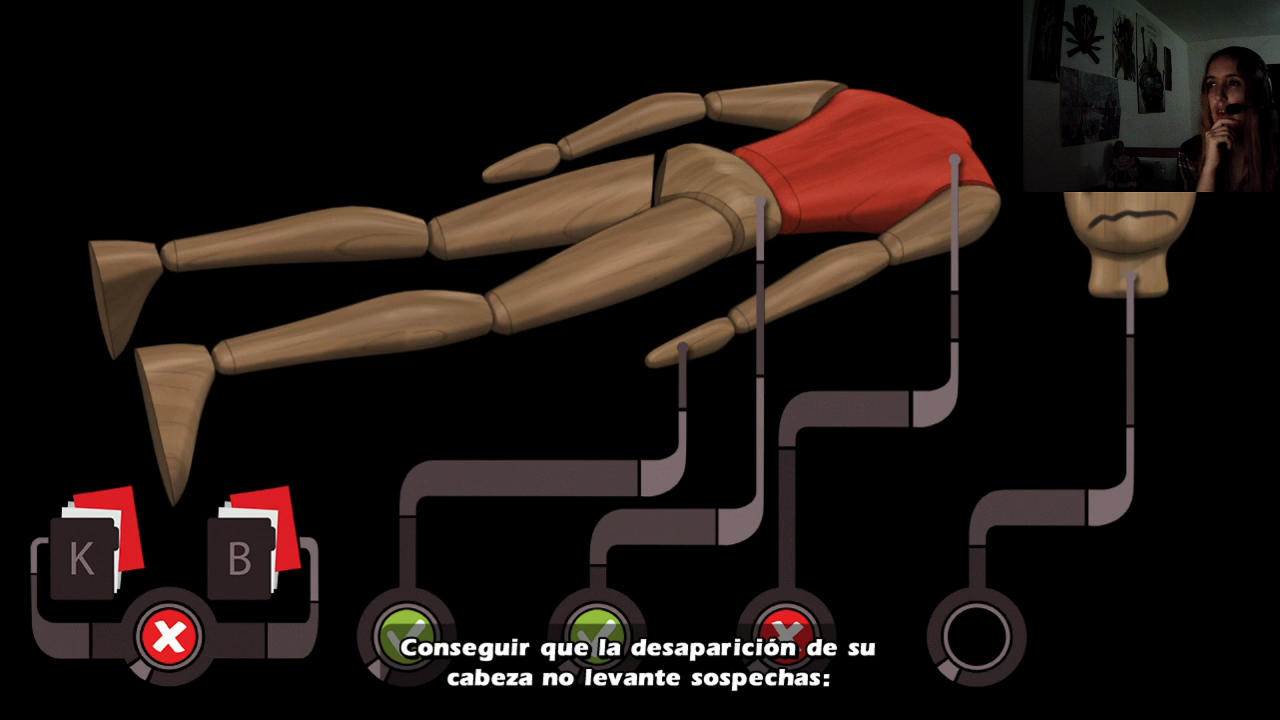 K
B
Conseguir que la desaparición de su
cabeza no levante sospechas: